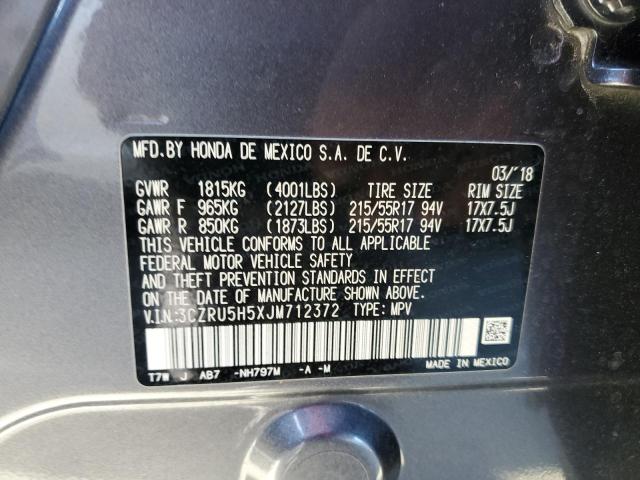 MFD.BY HONDA DE MEXICO S.A. DE C.V.
03/'18
GVWR 1815KG (4001LBS) TIRE SIZE RIM SIZE
GAWR F 965KG (2127LBS) 215/55R17 94V 17X7.5J
GAWR R 850KG (1873LBS) 215/55R17 94V 17X7.5J
THIS VEHICLE CONFORMS TO ALL APPLICABLE
FEDERAL MOTOR VEHICLE SAFETY
AND THEFT PREVENTION STANDARDS IN EFFECT
ON THE DATE OF MANUFACTURE SHOWN ABOVE.
V.I.N:3CZRU5H5XJM712372 TYPE: MPV
T7W J AB7 -NH797M -A -M MADE IN MEXICO